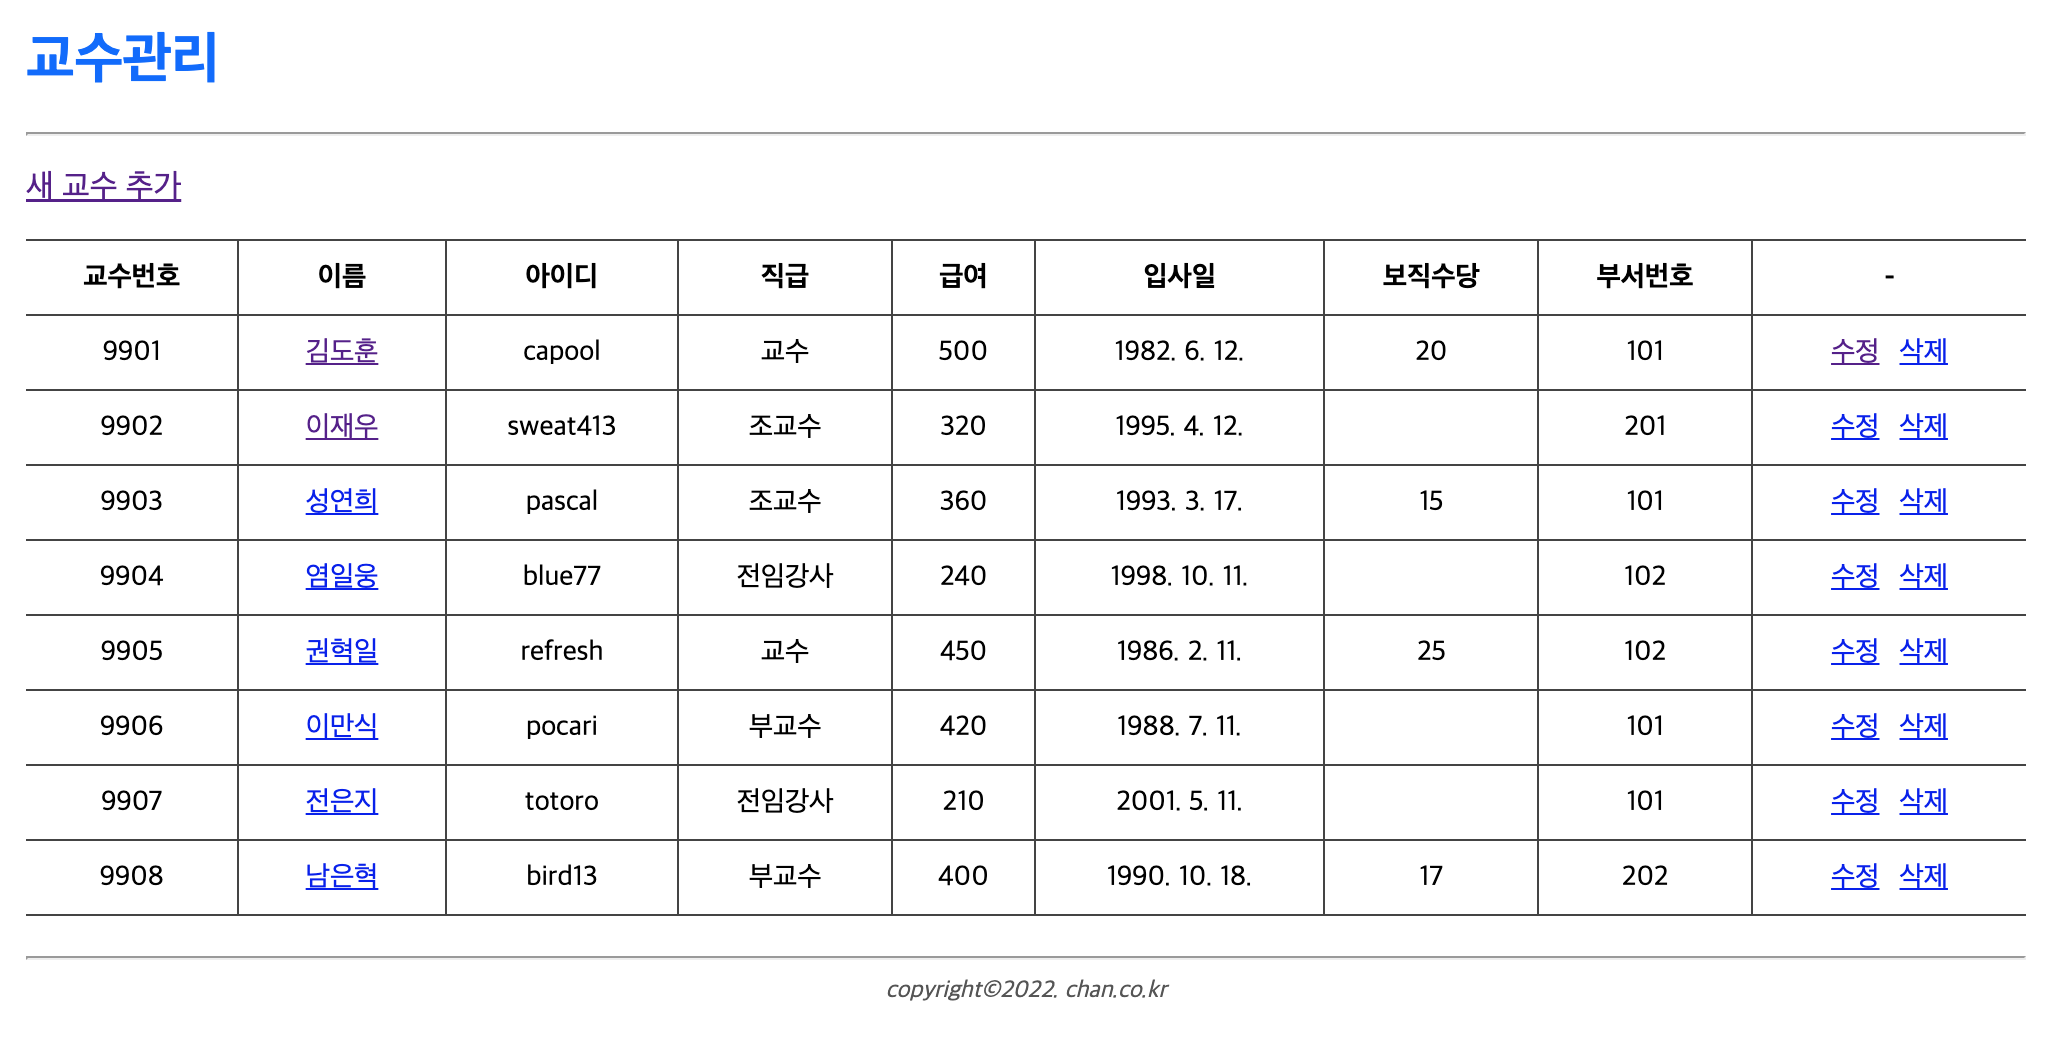 교수관리
새 교수 추가
교수번호 이름 아이디 직급 급여 입사일 보직수당 부서번호 -
9901 김도훈 capool 교수 500 1982. 6. 12. 20 101 수정 삭제
9902 이재우 sweat413 조교수 320 1995. 4. 12. 201 수정 삭제
9903 성연희 pascal 조교수 360 1993. 3. 17. 15 101 수정 삭제
9904 염일웅 blue77 전임강사 240 1998. 10. 11. 102 수정 삭제
9905 권혁일 refresh 교수 450 1986. 2. 11. 25 102 수정 삭제
9906 이만식 pocari 부교수 420 1988. 7. 11. 101 수정 삭제
9907 전은지 totoro 전임강사 210 2001. 5. 11. 101 수정 삭제
9908 남은혁 bird13 부교수 400 1990. 10. 18. 17 202 수정 삭제
copyright©2022. chan.co.kr